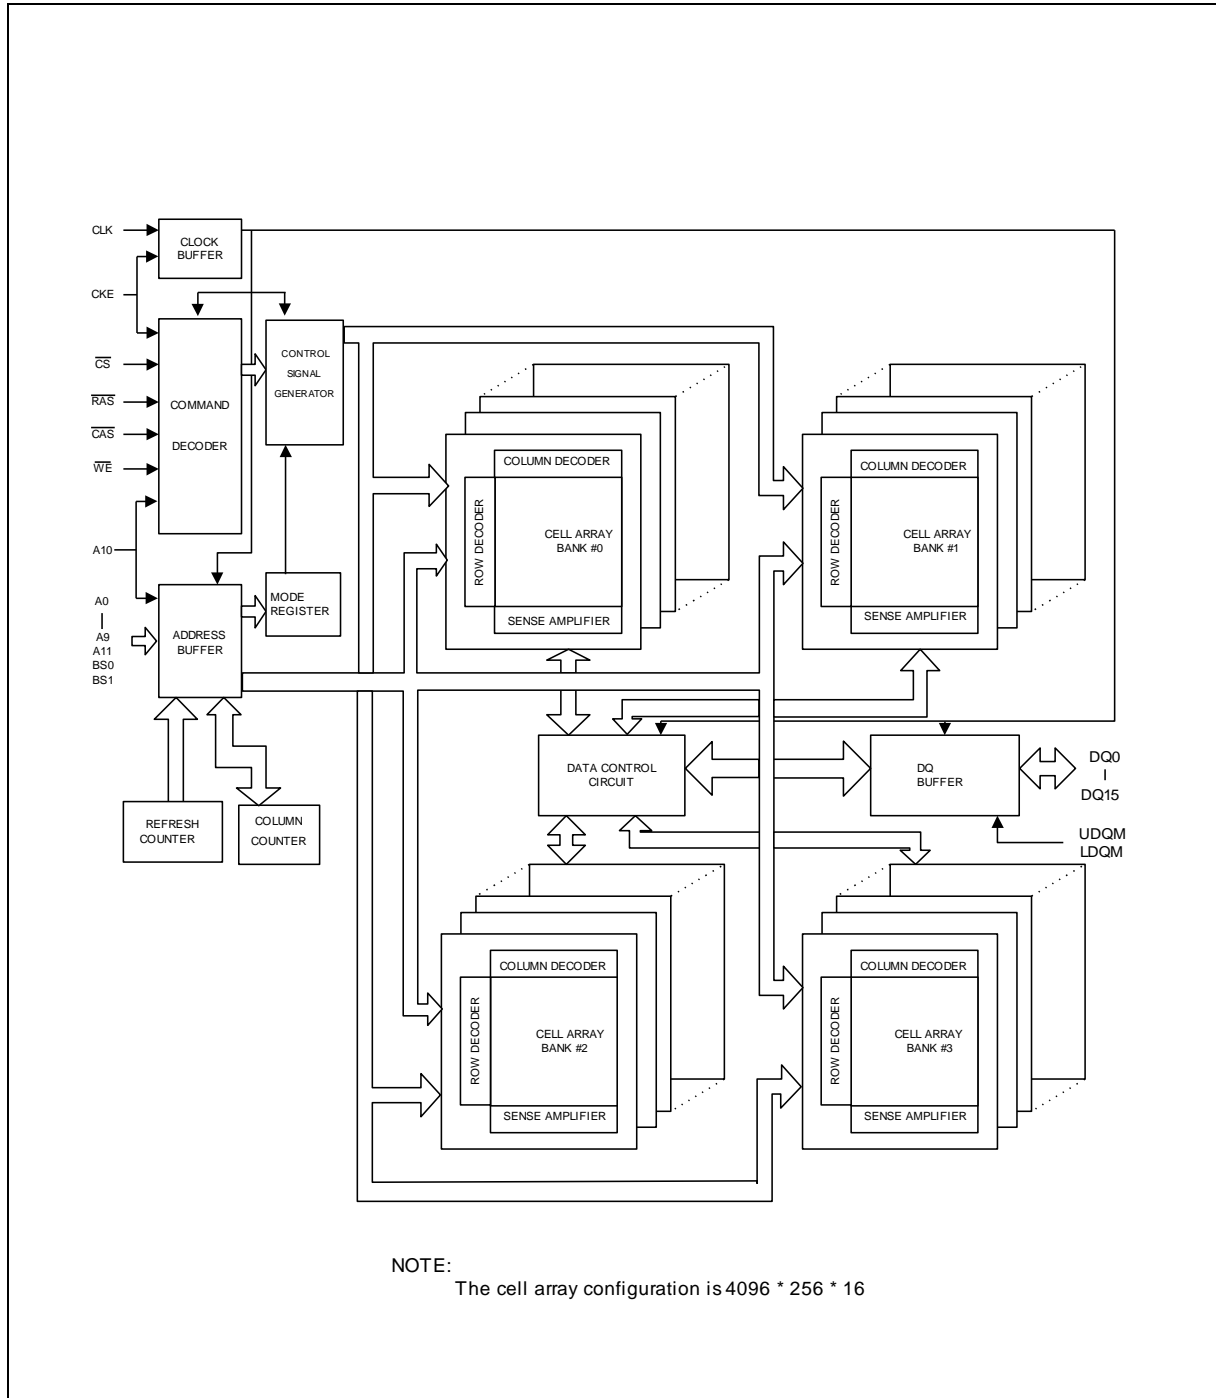 CLK
CLOCK
BUFFER
CKE
CS
RAS
CAS
WE
COMMAND
DECODER
CONTROL
SIGNAL
GENERATOR
A10
A0
A9
A11
BS0
BS1
ADDRESS
BUFFER
MODE
REGISTER
REFRESH
COUNTER
COLUMN
COUNTER
COLUMN DECODER
ROW DECODER
CELL ARRAY
BANK #0
SENSE AMPLIFIER
COLUMN DECODER
ROW DECODER
CELL ARRAY
BANK #1
SENSE AMPLIFIER
DATA CONTROL
CIRCUIT
DQ
BUFFER
DQ0
DQ15
UDQM
LDQM
COLUMN DECODER
ROW DECODER
CELL ARRAY
BANK #2
SENSE AMPLIFIER
COLUMN DECODER
ROW DECODER
CELL ARRAY
BANK #3
SENSE AMPLIFIER
NOTE:
The cell array configuration is 4096 * 256 * 16